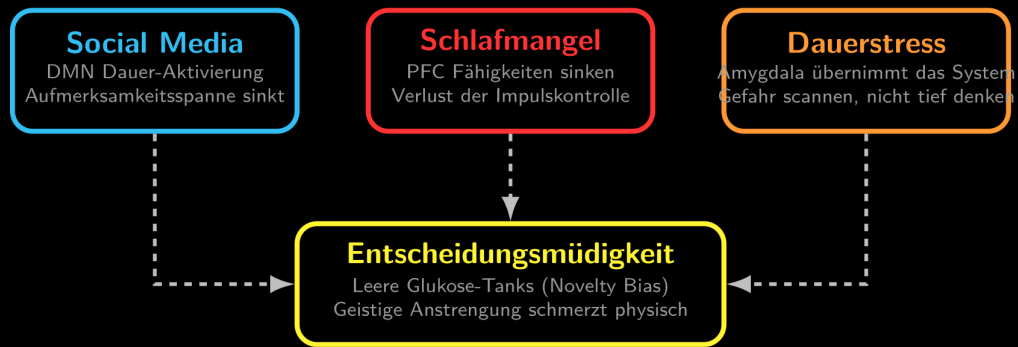 Social Media
DMN Dauer-Aktivierung
Aufmerksamkeitsspanne sinkt
Schlafmangel
PFC Fähigkeiten sinken
Verlust der Impulskontrolle
Dauerstress
Amygdala übernimmt das System
Gefahr scannen, nicht tief denken
Entscheidungsmüdigkeit
Leere Glukose-Tanks (Novelty Bias)
Geistige Anstrengung schmerzt physisch